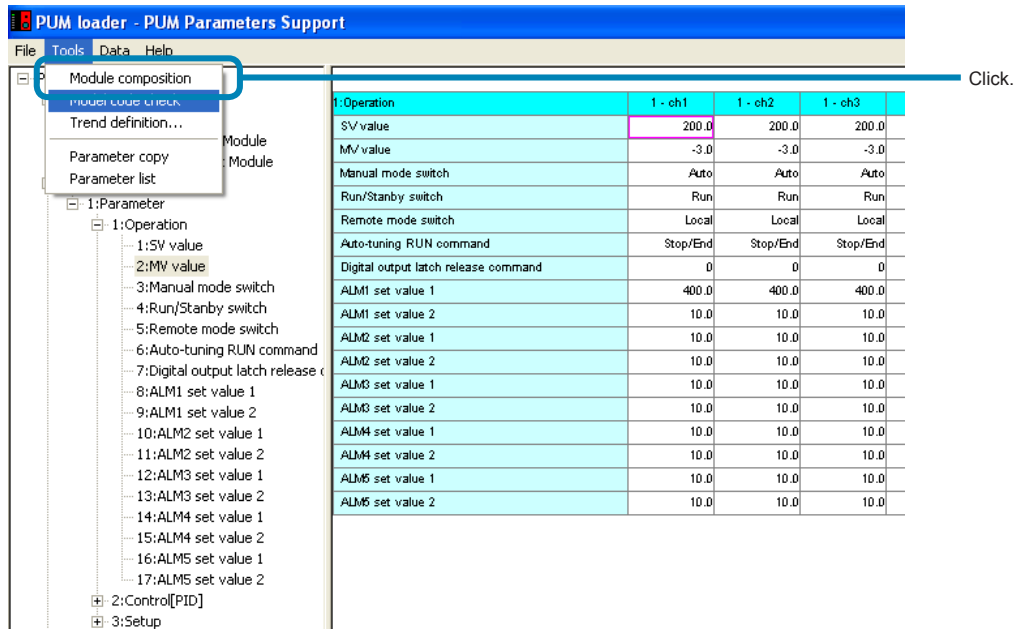 PUM loader - PUM Parameters Support
File Tools Data Help
Module composition
Click.
Model code check
Trend definition...
Module
Parameter copy
Module
Parameter list
1:Parameter
1:Operation
1:SV value
2:MV value
3:Manual mode switch
4:Run/Stanby switch
5:Remote mode switch
6:Auto-tuning RUN command
7:Digital output latch release
8:ALM1 set value 1
9:ALM1 set value 2
10:ALM2 set value 1
11:ALM2 set value 2
12:ALM3 set value 1
13:ALM3 set value 2
14:ALM4 set value 1
15:ALM4 set value 2
16:ALM5 set value 1
17:ALM5 set value 2
2:Control[PID]
3:Setup
1:Operation 1 - ch1 1 - ch2 1 - ch3
SV value 200.0 200.0 200.0
MV value -3.0 -3.0 -3.0
Manual mode switch Auto Auto Auto
Run/Stanby switch Run Run Run
Remote mode switch Local Local Local
Auto-tuning RUN command Stop/End Stop/End Stop/End
Digital output latch release command 0 0 0
ALM1 set value 1 400.0 400.0 400.0
ALM1 set value 2 10.0 10.0 10.0
ALM2 set value 1 10.0 10.0 10.0
ALM2 set value 2 10.0 10.0 10.0
ALM3 set value 1 10.0 10.0 10.0
ALM3 set value 2 10.0 10.0 10.0
ALM4 set value 1 10.0 10.0 10.0
ALM4 set value 2 10.0 10.0 10.0
ALM5 set value 1 10.0 10.0 10.0
ALM5 set value 2 10.0 10.0 10.0